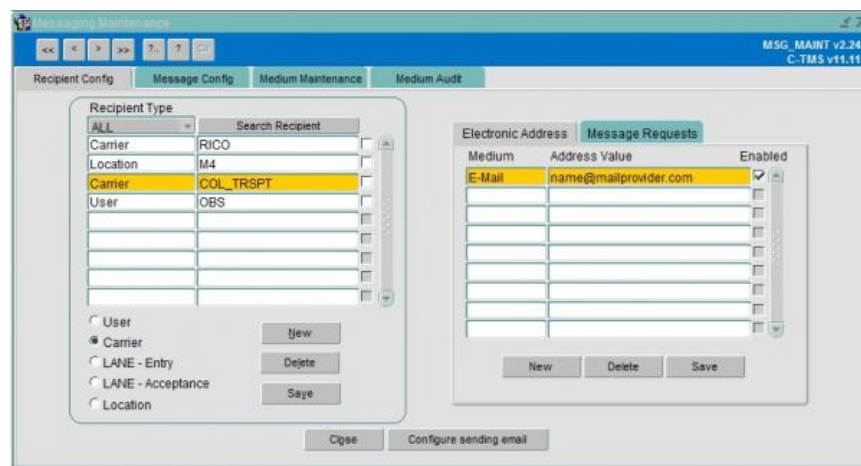 Messaging Maintenance
<< < > >> ?.. ?
MSG_MAINT v2.24
C-TMS v11.11
Recipient Config Message Config Medium Maintenance Medium Audit
Recipient Type
ALL Search Recipient
Carrier RICO
Location M4
Carrier COL_TRSPT
User OBS
User
Carrier
LANE - Entry
LANE - Acceptance
Location
New
Delete
Save
Electronic Address Message Requests
Medium Address Value Enabled
E-Mail name@mailprovider.com
New Delete Save
Close Configure sending email